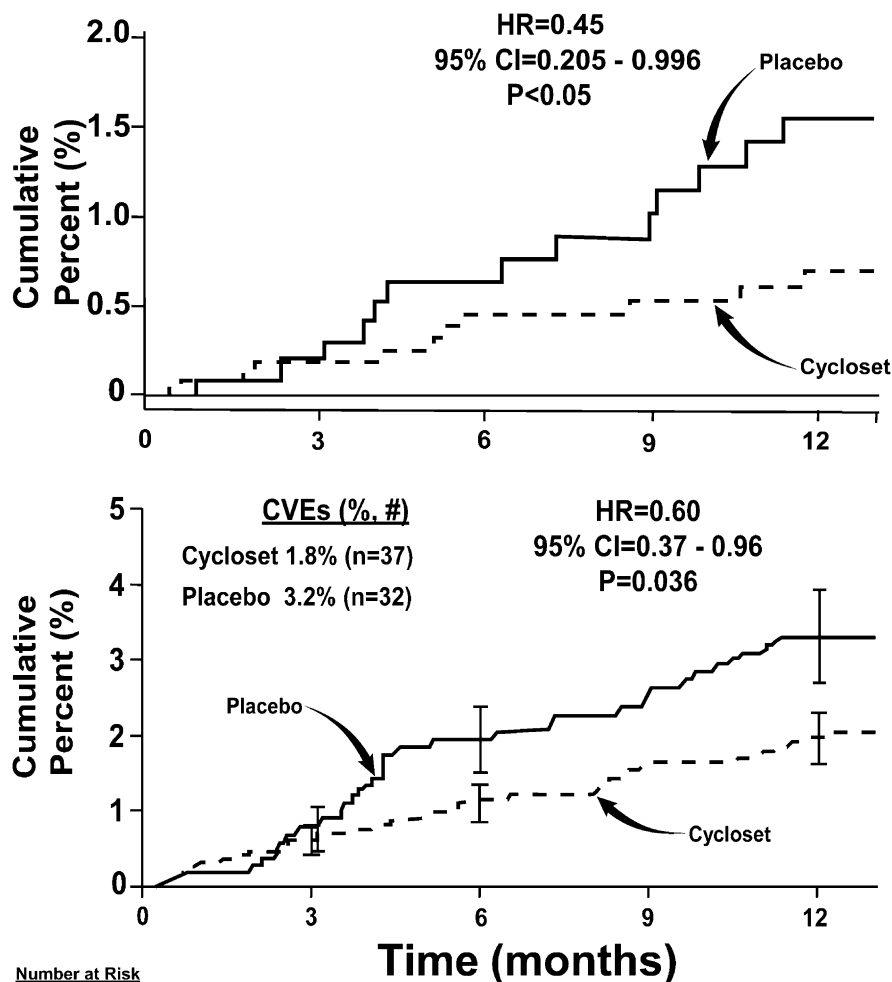 HR=0.45
95% CI=0.205 - 0.996
P<0.05
Placebo
Cycloset
Cumulative
Percent (%)
2.0
1.5
1.0
0.5
0
0 3 6 9 12
CVEs (%, #)
Cycloset 1.8% (n=37)
Placebo 3.2% (n=32)
HR=0.60
95% CI=0.37 - 0.96
P=0.036
Placebo
Cycloset
Cumulative
Percent (%)
5
4
3
2
1
0
0 3 6 9 12
Time (months)
Number at Risk